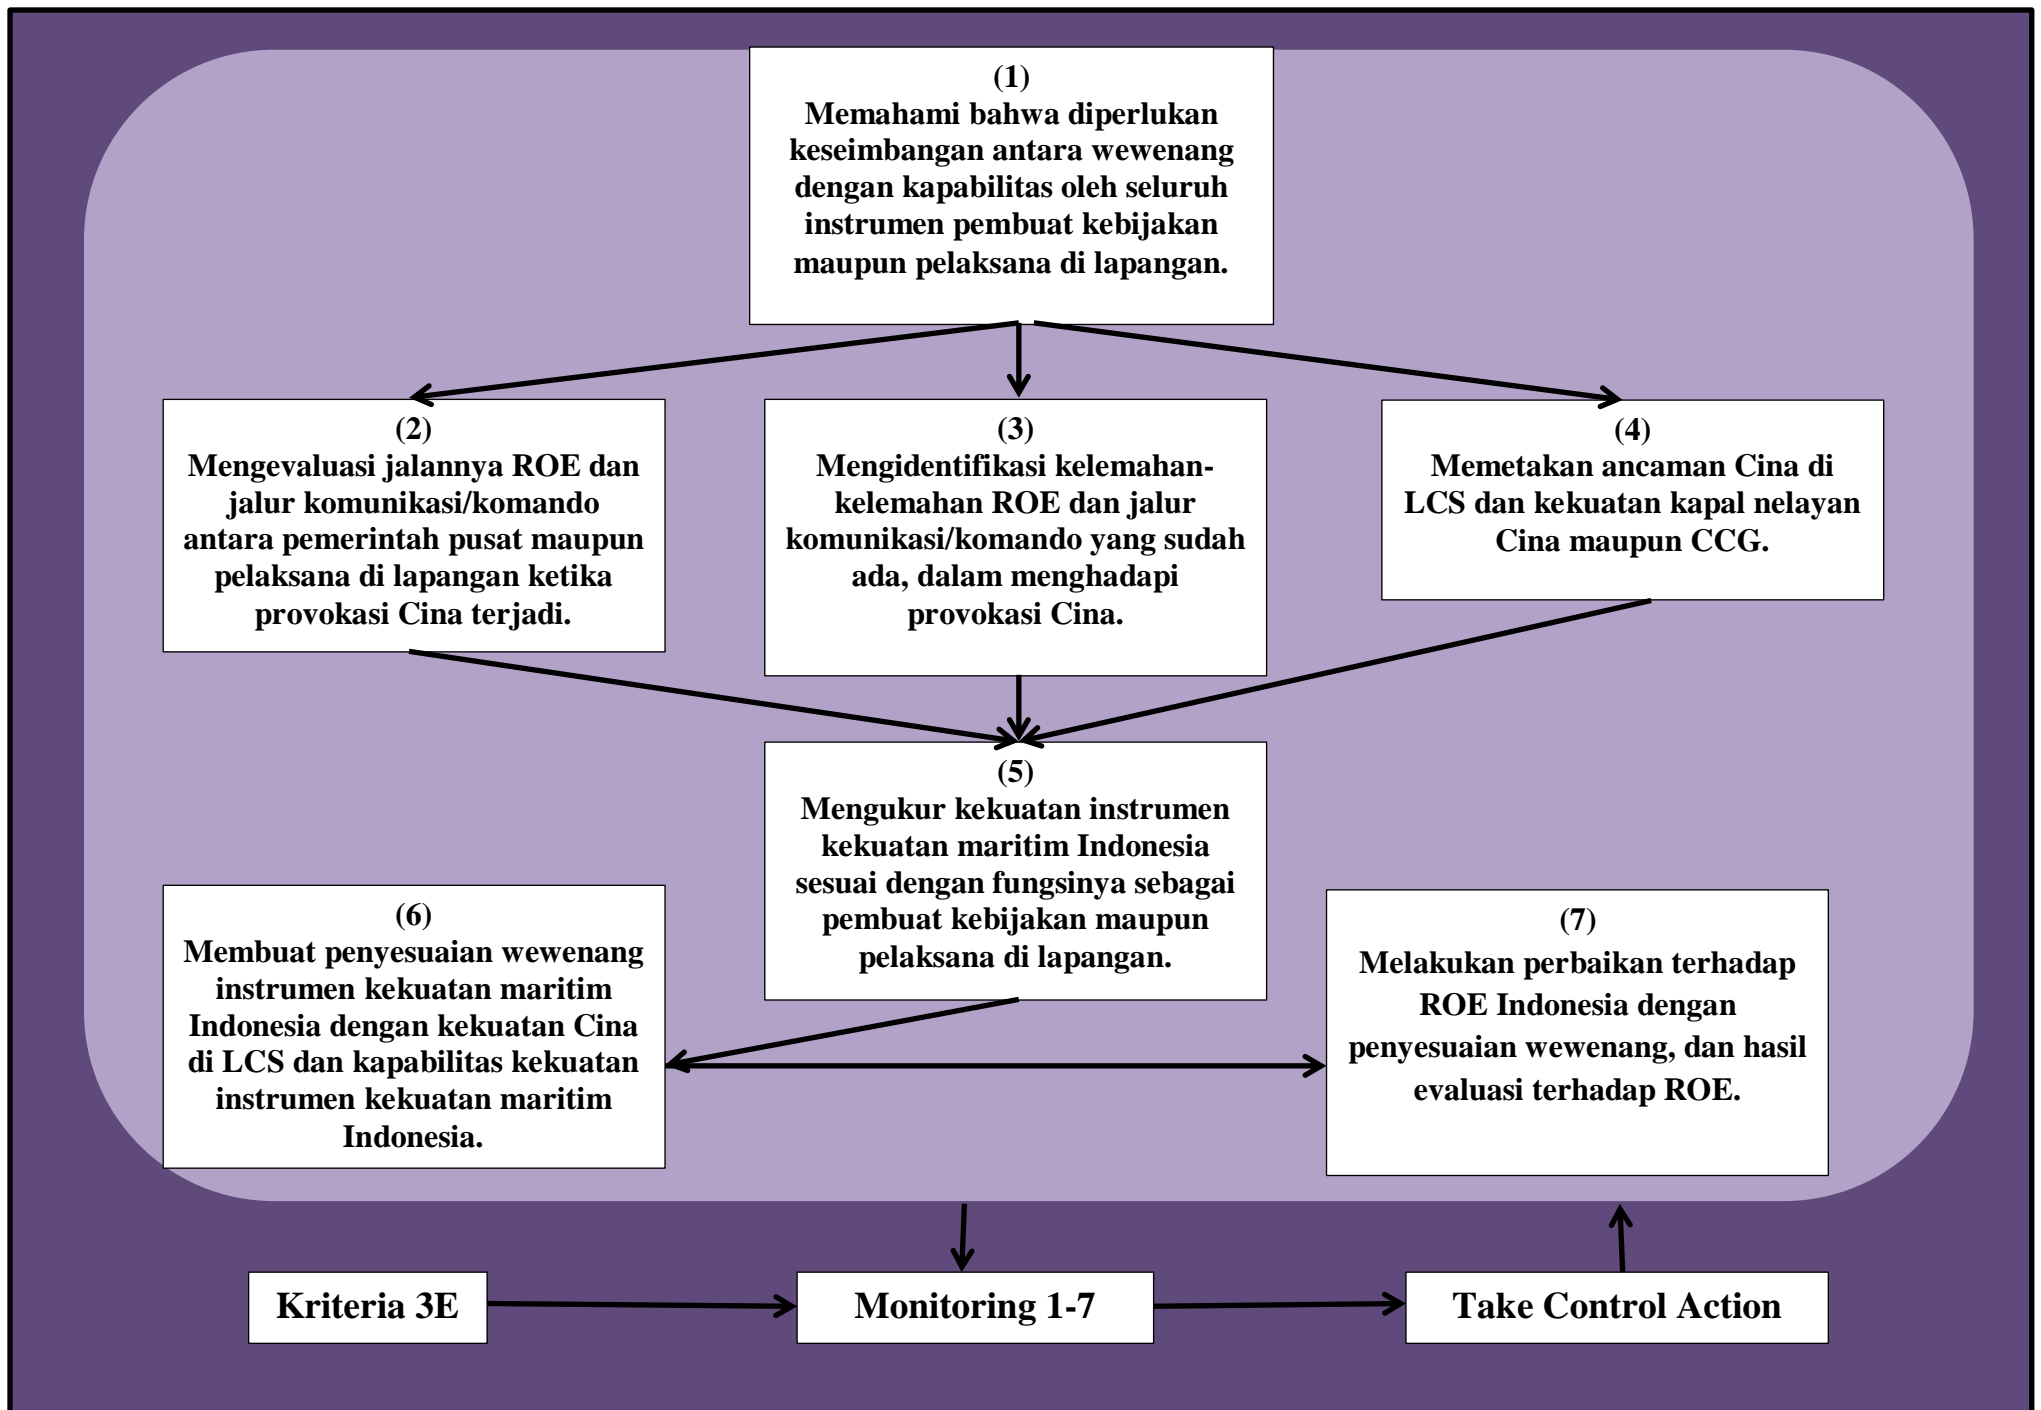 (1)
Memahami bahwa diperlukan
keseimbangan antara wewenang
dengan kapabilitas oleh seluruh
instrumen pembuat kebijakan
maupun pelaksana di lapangan.
(2)
Mengevaluasi jalannya ROE dan
jalur komunikasi/komando
antara pemerintah pusat maupun
pelaksana di lapangan ketika
provokasi Cina terjadi.
(3)
Mengidentifikasi kelemahan-
kelemahan ROE dan jalur
komunikasi/komando yang sudah
ada, dalam menghadapi
provokasi Cina.
(4)
Memetakan ancaman Cina di
LCS dan kekuatan kapal nelayan
Cina maupun CCG.
(5)
Mengukur kekuatan instrumen
kekuatan maritim Indonesia
sesuai dengan fungsinya sebagai
pembuat kebijakan maupun
pelaksana di lapangan.
(6)
Membuat penyesuaian wewenang
instrumen kekuatan maritim
Indonesia dengan kekuatan Cina
di LCS dan kapabilitas kekuatan
instrumen kekuatan maritim
Indonesia.
(7)
Melakukan perbaikan terhadap
ROE Indonesia dengan
penyesuaian wewenang, dan hasil
evaluasi terhadap ROE.
Kriteria 3E
Monitoring 1-7
Take Control Action